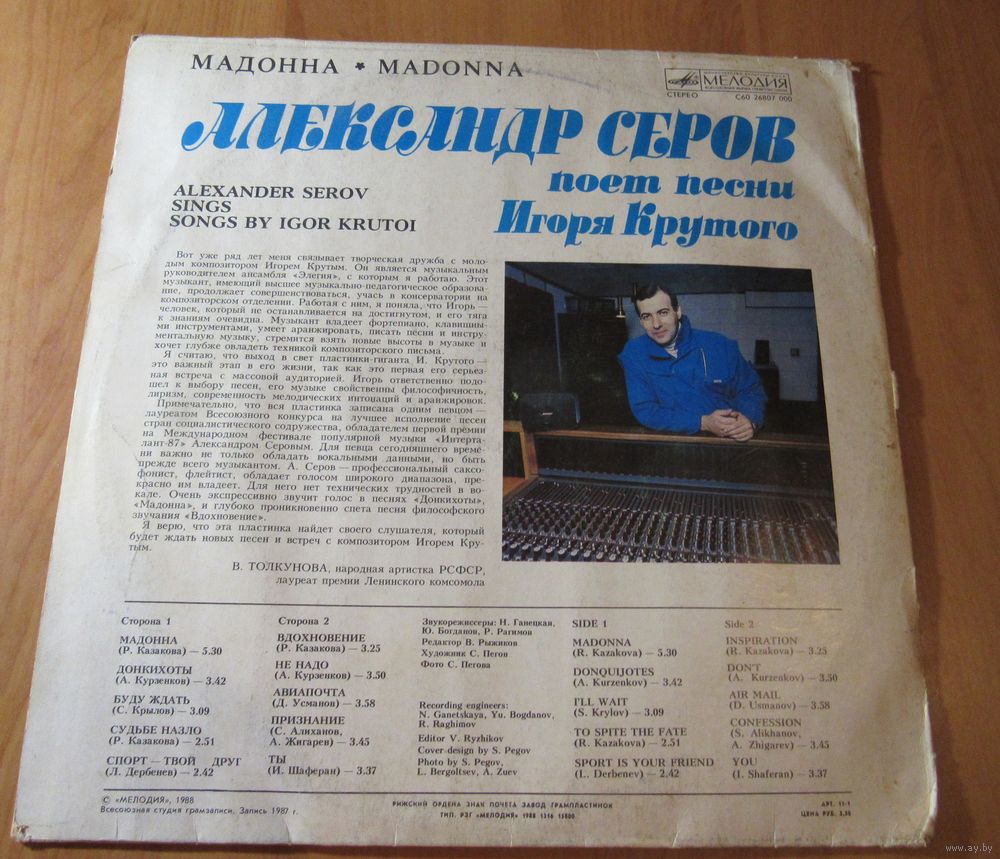 МАДОННА * MADONNA
МЕЛОДИЯ
СТЕРЕО
С60 26807 000
АЛЕКСАНДР СЕРОВ
поет песни
Игоря Крутого
ALEXANDER SEROV
SINGS
SONGS BY IGOR KRUTOI
Вот уже ряд лет меня связывает творческая дружба с моло-
дым композитором Игорем Крутым. Он является музыкальным
руководителем ансамбля «Элегия», с которым я работаю. Этот
музыкант, имеющий высшее музыкально-педагогическое образова-
ние, продолжает совершенствоваться, учась в консерватории на
композиторском отделении. Работая с ним, я поняла, что Игорь —
человек, который не останавливается на достигнутом, и его тяга
к знаниям очевидна. Музыкант владеет фортепиано, клавишны-
ми инструментами, умеет аранжировать, писать песни и инстру-
ментальную музыку, стремится взять новые высоты в музыке и
хочет глубже овладеть техникой композиторского письма.
Я считаю, что выход в свет пластинки-гиганта И. Крутого —
это важный этап в его жизни, так как это первая его серьез-
ная встреча с массовой аудиторией. Игорь ответственно подо-
шел к выбору песен, его музыке свойственны философичность,
лиризм, современность мелодических интонаций и аранжировок.
Примечательно, что вся пластинка записана одним певцом —
лауреатом Всесоюзного конкурса на лучшее исполнение песен
стран социалистического содружества, обладателем первой премии
на Международном фестивале популярной музыки «Интерта-
лант-87» Александром Серовым. Для певца сегодняшнего време-
ни важно не только обладать вокальными данными, но быть
прежде всего музыкантом. А. Серов — профессиональный саксо-
фонист, флейтист, обладает голосом широкого диапазона, пре-
красно им владеет. Для него нет технических трудностей в во-
кале. Очень экспрессивно звучит голос в песнях «Донкихоты»,
«Мадонна», и глубоко проникновенно спета песня философского
звучания «Вдохновение».
Я верю, что эта пластинка найдет своего слушателя, который
будет ждать новых песен и встреч с композитором Игорем Кру-
тым.
В. ТОЛКУНОВА, народная артистка РСФСР,
лауреат премии Ленинского комсомола
Сторона 1
МАДОННА
(Р. Казакова) — 5.30
ДОНКИХОТЫ
(А. Курзенков) — 3.42
БУДУ ЖДАТЬ
(С. Крылов) — 3.09
СУДЬБЕ НАЗЛО
(Р. Казакова) — 2.51
СПОРТ — ТВОЙ ДРУГ
(Л. Дербенев) — 2.42
Сторона 2
ВДОХНОВЕНИЕ
(Р. Казакова) — 3.25
НЕ НАДО
(А. Курзенков) — 3.50
АВИАПОЧТА
(Д. Усманов) — 3.58
ПРИЗНАНИЕ
(С. Алиханов,
А. Жигарев) — 3.45
ТЫ
(И. Шаферан) — 3.37
Звукорежиссеры: Н. Ганецкая,
Ю. Богданов, Р. Рагимов
Редактор В. Рыжиков
Художник С. Пегов
Фото С. Пегова
Recording engineers:
N. Ganetskaya, Yu. Bogdanov,
R. Raghimov
Editor V. Ryzhikov
Cover design by S. Pegov
Photo by S. Pegov,
L. Bergoltsev, A. Zuev
SIDE 1
MADONNA
(R. Kazakova) — 5.30
DONQUIJOTES
(A. Kurzenkov) — 3.42
I'LL WAIT
(S. Krylov) — 3.09
TO SPITE THE FATE
(R. Kazakova) — 2.51
SPORT IS YOUR FRIEND
(L. Derbenev) — 2.42
Side 2
INSPIRATION
(R. Kazakova) — 3.25
DON'T
(A. Kurzenkov) — 3.50
AIR MAIL
(D. Usmanov) — 3.58
CONFESSION
(S. Alikhanov,
A. Zhigarev) — 3.45
YOU
(I. Shaferan) — 3.37
© «МЕЛОДИЯ», 1988
Всесоюзная студия грамзаписи. Запись 1987 г.
РИЖСКИЙ ОРДЕНА ЗНАК ПОЧЕТА ЗАВОД ГРАМПЛАСТИНОК
ТИП. РЗГ «МЕЛОДИЯ» 1988 1316 15800
АРТ. 11-1
ЦЕНА РУБ.
www.ay.by